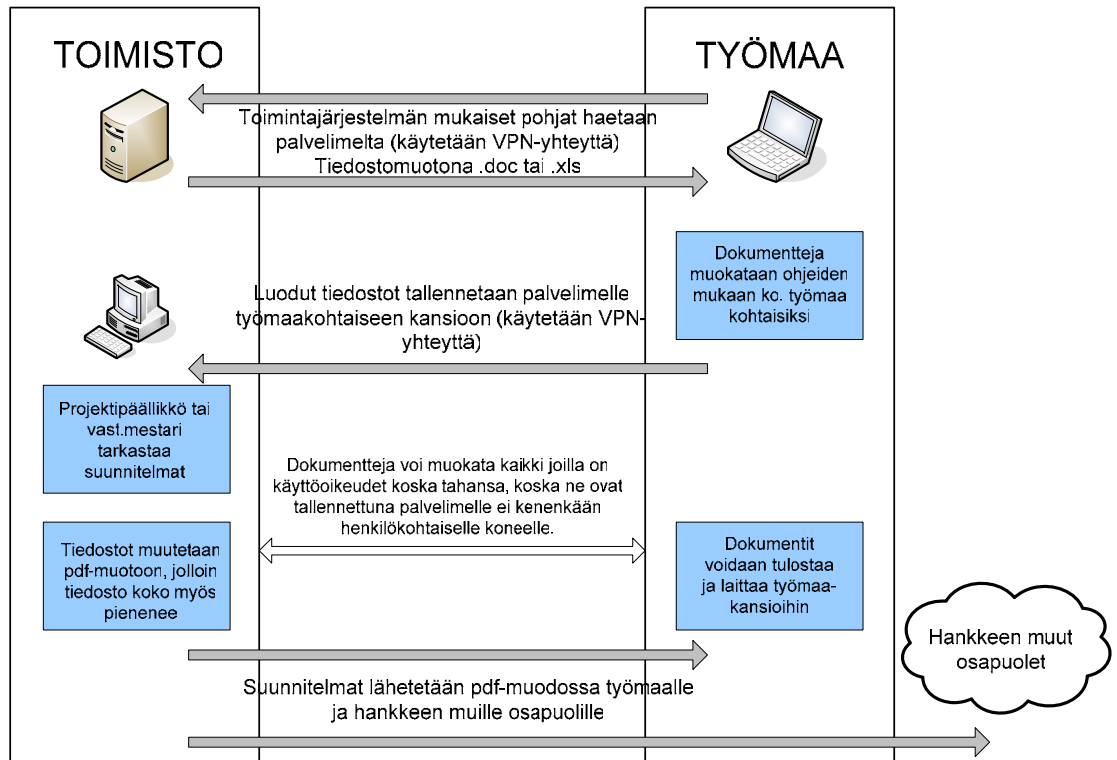 TOIMISTO
TYÖMAA
Toimintajärjestelmän mukaiset pohjat haetaan
palvelimelta (käytetään VPN-yhteyttä)
Tiedostomuotona .doc tai .xls
Dokumentteja
muokataan ohjeiden
mukaan ko. työmaa
kohtaisiksi
Luodut tiedostot tallennetaan palvelimelle
työmaakohtaiseen kansioon (käytetään VPN-
yhteyttä)
Projektipäällikkö tai
vast.mestari
tarkastaa
suunnitelmat
Dokumentteja voi muokata kaikki joilla on
käyttöoikeudet koska tahansa, koska ne ovat
tallennettuna palvelimelle ei kenenkään
henkilökohtaiselle koneelle.
Tiedostot muutetaan
pdf-muotoon, jolloin
tiedosto koko myös
pienenee
Dokumentit
voidaan tulostaa
ja laittaa työmaa-
kansioihin
Hankkeen muut
osapuolet
Suunnitelmat lähetetään pdf-muodossa työmaalle
ja hankkeen muille osapuolille